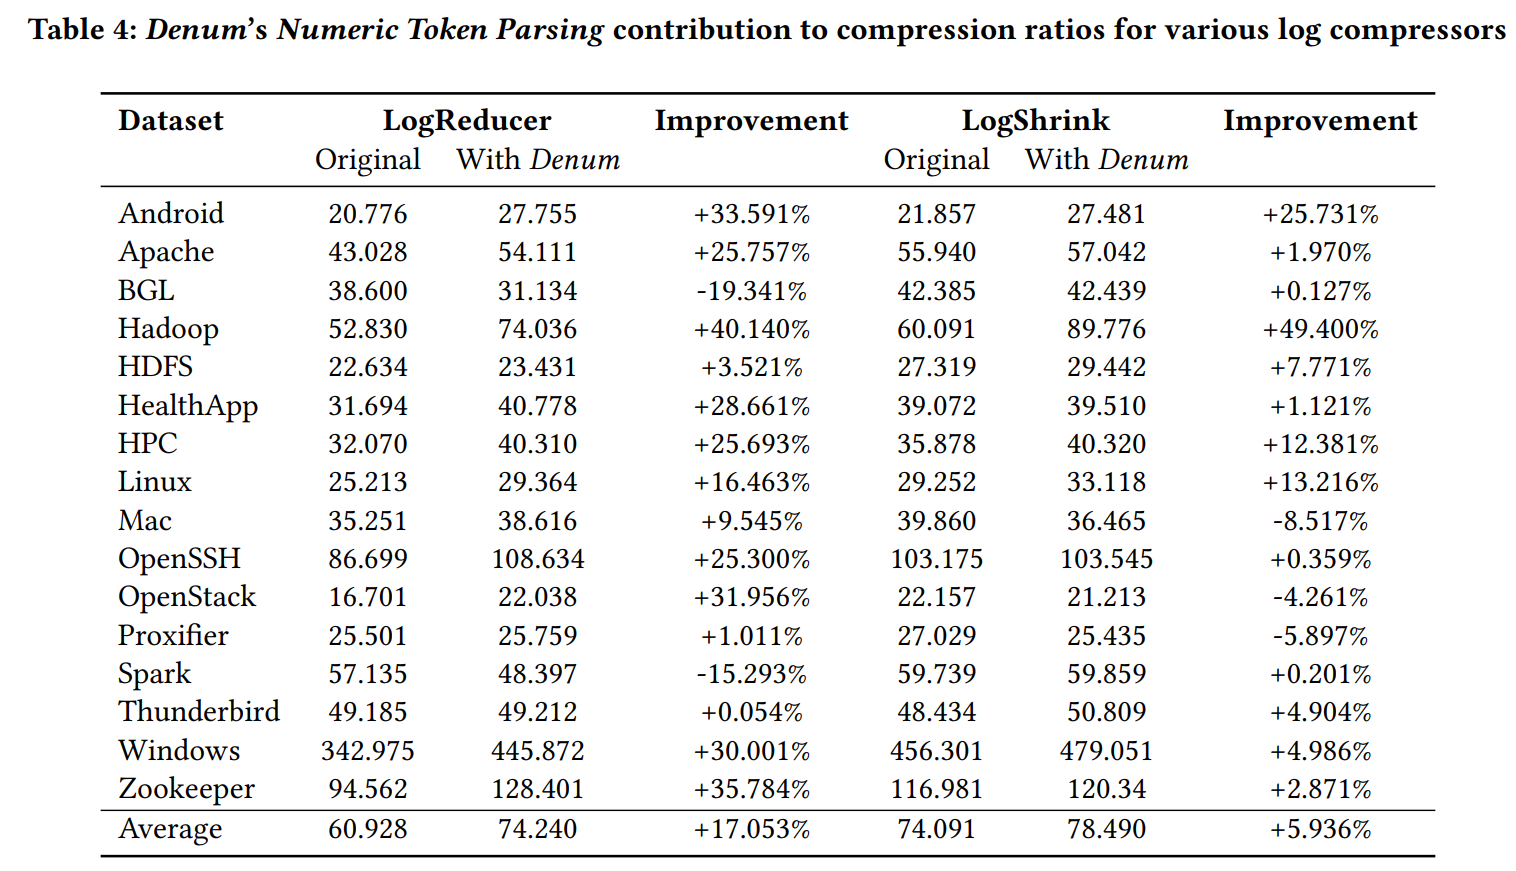 Table 4: Denum's Numeric Token Parsing contribution to compression ratios for various log compressors
Dataset LogReducer Improvement LogShrink Improvement
Original With Denum Original With Denum
Android 20.776 27.755 +33.591% 21.857 27.481 +25.731%
Apache 43.028 54.111 +25.757% 55.940 57.042 +1.970%
BGL 38.600 31.134 -19.341% 42.385 42.439 +0.127%
Hadoop 52.830 74.036 +40.140% 60.091 89.776 +49.400%
HDFS 22.634 23.431 +3.521% 27.319 29.442 +7.771%
HealthApp 31.694 40.778 +28.661% 39.072 39.510 +1.121%
HPC 32.070 40.310 +25.693% 35.878 40.320 +12.381%
Linux 25.213 29.364 +16.463% 29.252 33.118 +13.216%
Mac 35.251 38.616 +9.545% 39.860 36.465 -8.517%
OpenSSH 86.699 108.634 +25.300% 103.175 103.545 +0.359%
OpenStack 16.701 22.038 +31.956% 22.157 21.213 -4.261%
Proxifier 25.501 25.759 +1.011% 27.029 25.435 -5.897%
Spark 57.135 48.397 -15.293% 59.739 59.859 +0.201%
Thunderbird 49.185 49.212 +0.054% 48.434 50.809 +4.904%
Windows 342.975 445.872 +30.001% 456.301 479.051 +4.986%
Zookeeper 94.562 128.401 +35.784% 116.981 120.34 +2.871%
Average 60.928 74.240 +17.053% 74.091 78.490 +5.936%